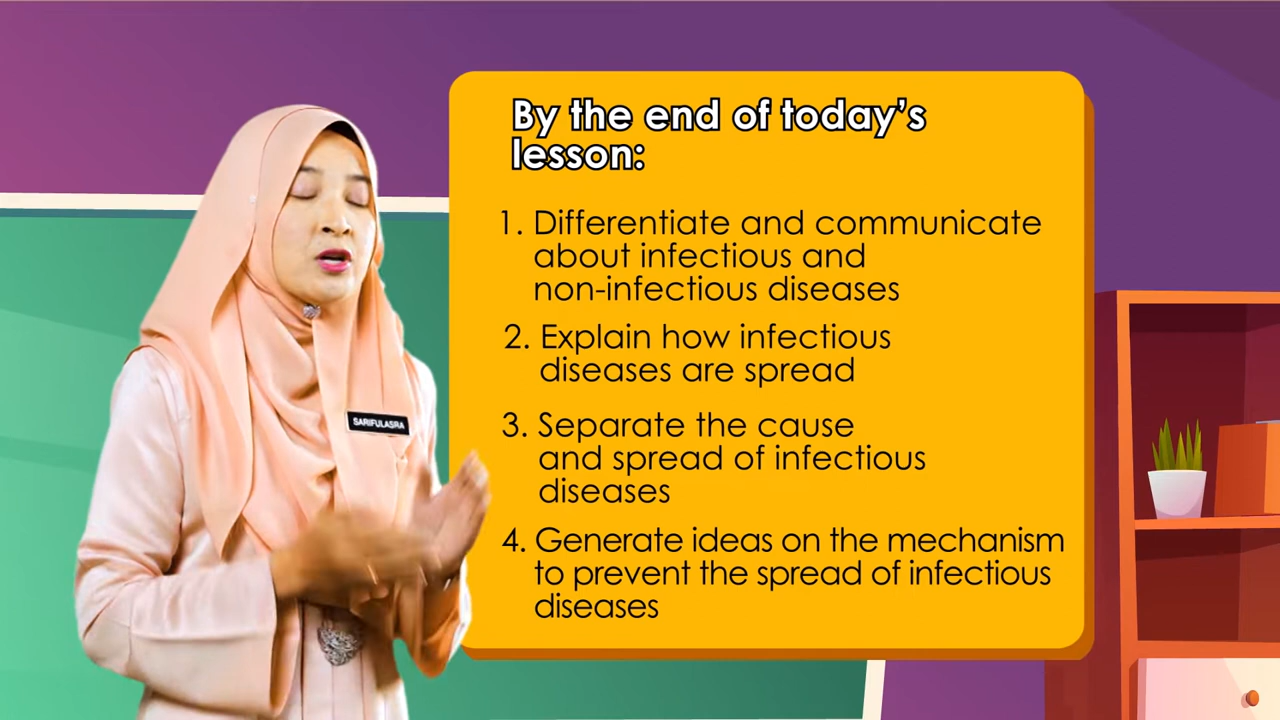 By the end of today's
lesson:
1. Differentiate and communicate
about infectious and
non-infectious diseases
2. Explain how infectious
diseases are spread
3. Separate the cause
and spread of infectious
diseases
4. Generate ideas on the mechanism
to prevent the spread of infectious
diseases
SARIFULASRA